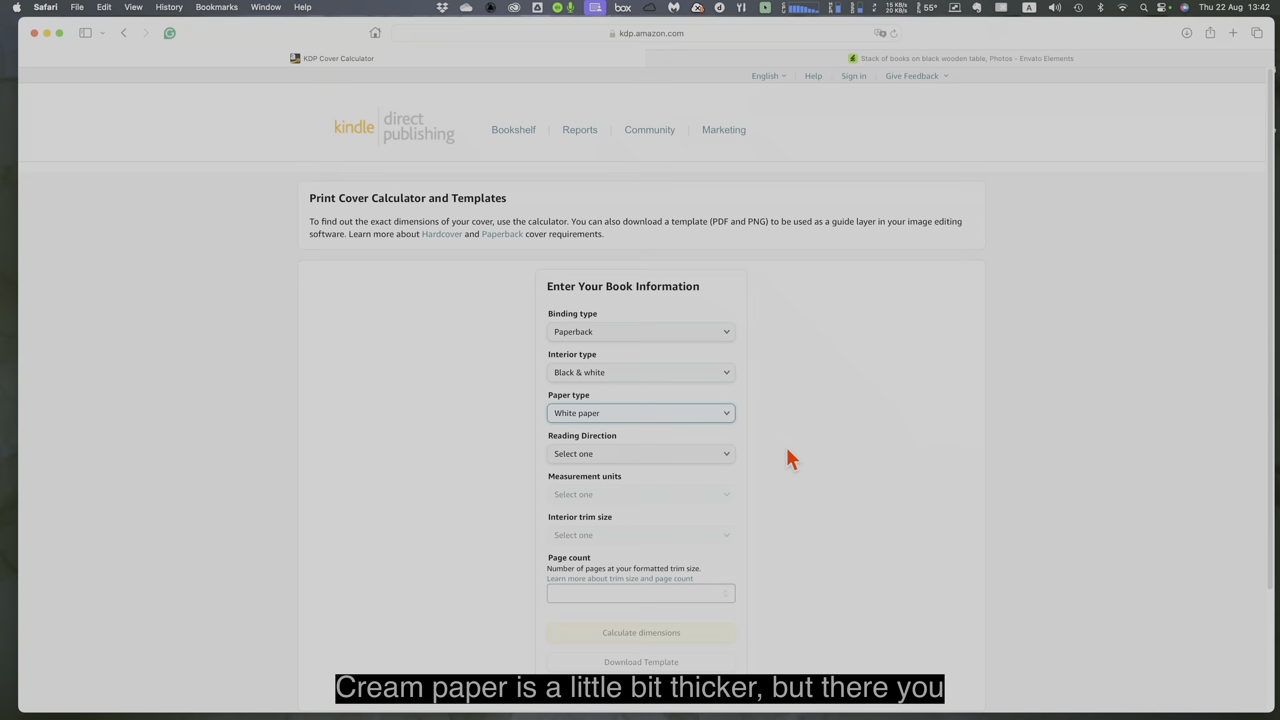 Safari File Edit View History Bookmarks Window Help
20 KB/s
A
Thu 22 Aug 13:42
kdp.amazon.com
KDP Cover Calculator
Stack of books on black wooden table, Photos - Envato Elements
English | Help | Sign in | Give Feedback
kindle direct publishing
Bookshelf | Reports | Community | Marketing
Print Cover Calculator and Templates
To find out the exact dimensions of your cover, use the calculator. You can also download a template (PDF and PNG) to be used as a guide layer in your image editing
software. Learn more about Hardcover and Paperback cover requirements.
Enter Your Book Information
Binding type
Paperback
Interior type
Black & white
Paper type
White paper
Reading Direction
Select one
Measurement units
Select one
Interior trim size
Select one
Page count
Number of pages at your formatted trim size.
Learn more about trim size and page count
Calculate dimensions
Download Template
Cream paper is a little bit thicker, but there you